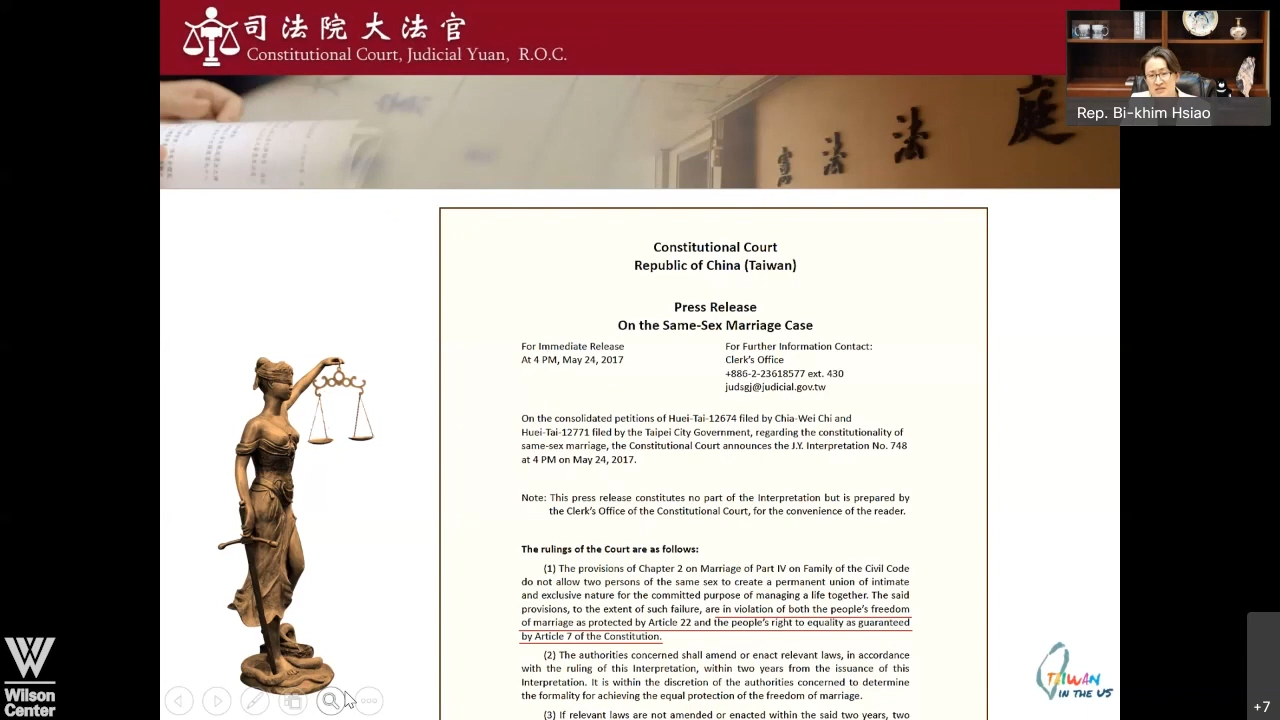 司法院大法官
Constitutional Court, Judicial Yuan, R.O.C.
法
法
庭
Rep. Bi-khim Hsiao
Constitutional Court
Republic of China (Taiwan)
Press Release
On the Same-Sex Marriage Case
For Immediate Release
At 4 PM, May 24, 2017
For Further Information Contact:
Clerk's Office
+886-2-23618577 ext. 430
judsgj@judicial.gov.tw
On the consolidated petitions of Huei-Tai-12674 filed by Chia-Wei Chi and
Huei-Tai-12771 filed by the Taipei City Government, regarding the constitutionality of
same-sex marriage, the Constitutional Court announces the J.Y. Interpretation No. 748
at 4 PM on May 24, 2017.
Note: This press release constitutes no part of the Interpretation but is prepared by
the Clerk's Office of the Constitutional Court, for the convenience of the reader.
The rulings of the Court are as follows:
(1) The provisions of Chapter 2 on Marriage of Part IV on Family of the Civil Code
do not allow two persons of the same sex to create a permanent union of intimate
and exclusive nature for the committed purpose of managing a life together. The said
provisions, to the extent of such failure, are in violation of both the people's freedom
of marriage as protected by Article 22 and the people's right to equality as guaranteed
by Article 7 of the Constitution.
(2) The authorities concerned shall amend or enact relevant laws, in accordance
with the ruling of this Interpretation, within two years from the issuance of this
Interpretation. It is within the discretion of the authorities concerned to determine
the formality for achieving the equal protection of the freedom of marriage.
(3) If relevant laws are not amended or enacted within the said two years, two
TAIWAN
IN THE US
W
Wilson
Center
+7